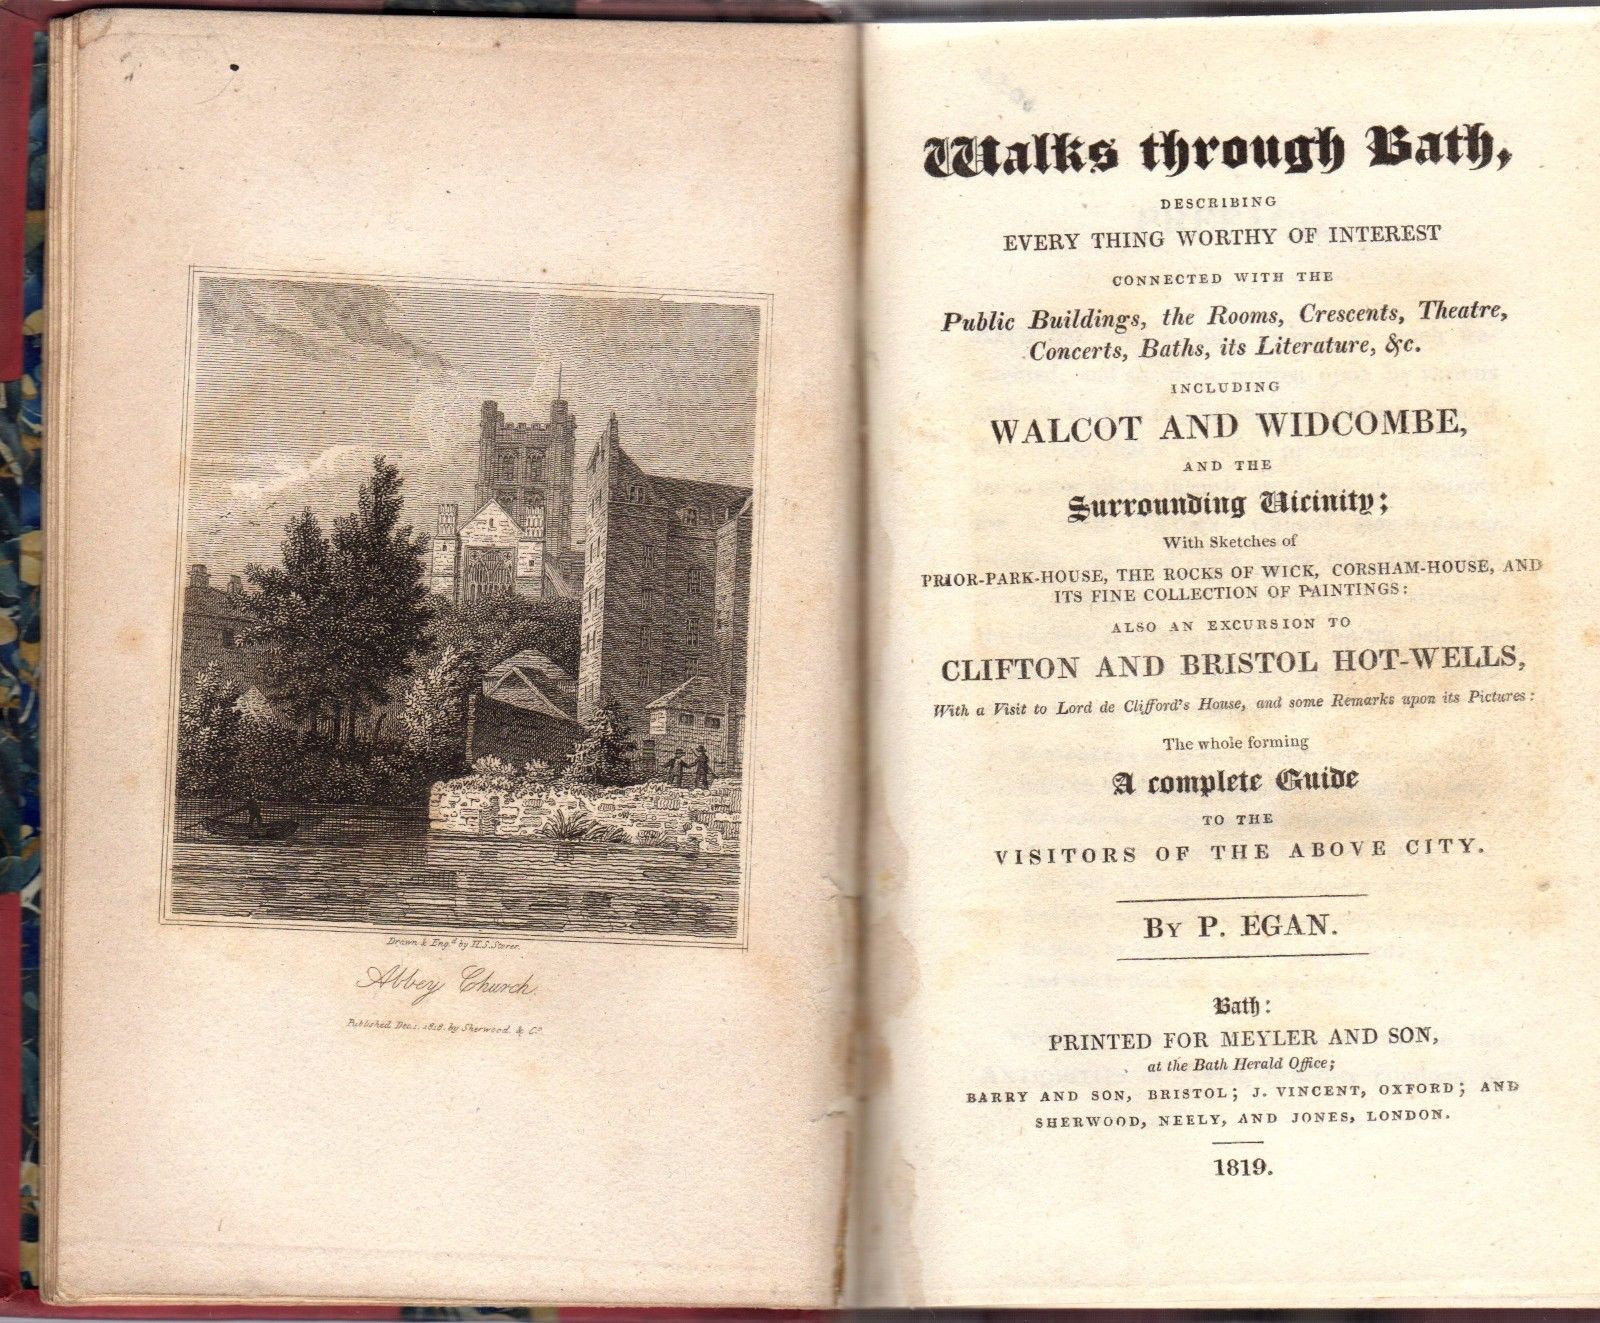 Drawn & Eng.d by H.S. Storer.
Abbey Church.
Published Dec.1. 1818. by Sherwood & Co.
Walks through Bath,
DESCRIBING
EVERY THING WORTHY OF INTEREST
CONNECTED WITH THE
Public Buildings, the Rooms, Crescents, Theatre,
Concerts, Baths, its Literature, &c.
INCLUDING
WALCOT AND WIDCOMBE,
AND THE
Surrounding Vicinity;
With Sketches of
PRIOR-PARK-HOUSE, THE ROCKS OF WICK, CORSHAM-HOUSE, AND
ITS FINE COLLECTION OF PAINTINGS:
ALSO AN EXCURSION TO
CLIFTON AND BRISTOL HOT-WELLS,
With a Visit to Lord de Clifford's House, and some Remarks upon its Pictures:
The whole forming
A complete Guide
TO THE
VISITORS OF THE ABOVE CITY.
By P. EGAN.
Bath:
PRINTED FOR MEYLER AND SON,
at the Bath Herald Office;
BARRY AND SON, BRISTOL; J. VINCENT, OXFORD; AND
SHERWOOD, NEELY, AND JONES, LONDON.
1819.